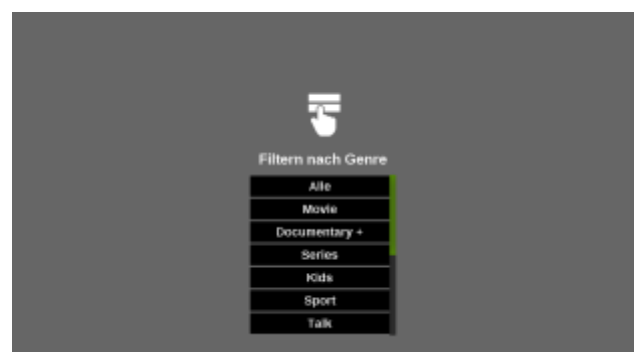 Filtern nach Genre
Alle
Movie
Documentary +
Series
Kids
Sport
Talk